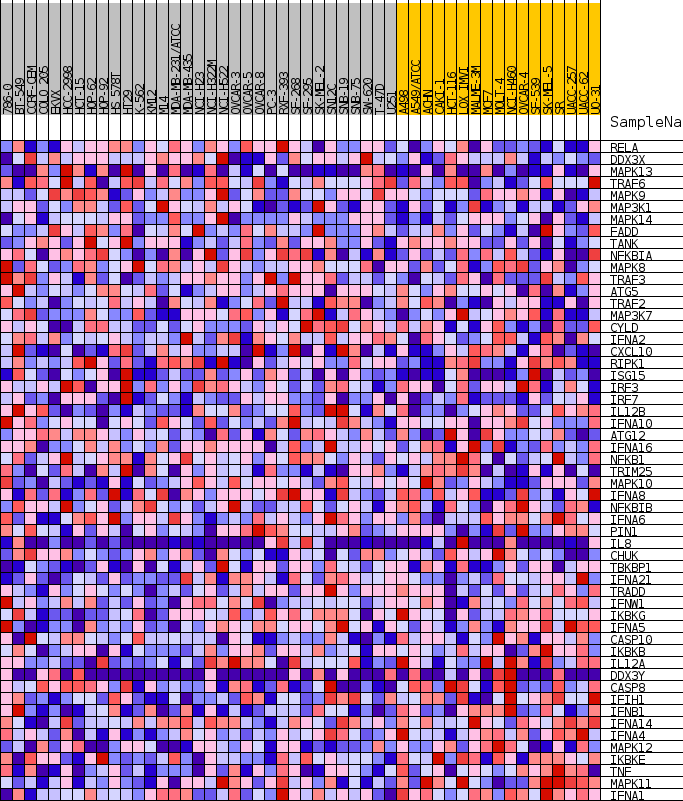 786-0
BT-549
CCRF-CEM
COLO 205
EKVX
HCC-2998
HCT-15
HOP-62
HOP-92
HS 578T
HT29
K-562
KM12
M14
MDA-MB-231/ATCC
MDA-MB-435
NCI-H23
NCI-H322M
NCI-H522
OVCAR-3
OVCAR-5
OVCAR-8
PC-3
RXF-393
SF-268
SF-295
SK-MEL-2
SN12C
SNB-19
SNB-75
SW-620
T-47D
U251
A498
A549/ATCC
ACHN
CAKI-1
HCT-116
LOX IMVI
MALME-3M
MCF7
MOLT-4
NCI-H460
OVCAR-4
SF-539
SK-MEL-5
SR
UACC-257
UACC-62
UO-31
SampleNa
RELA
DDX3X
MAPK13
TRAF6
MAPK9
MAP3K1
MAPK14
FADD
TANK
NFKBIA
MAPK8
TRAF3
ATG5
TRAF2
MAP3K7
CYLD
IFNA2
CXCL10
RIPK1
ISG15
IRF3
IRF7
IL12B
IFNA10
ATG12
IFNA16
NFKB1
TRIM25
MAPK10
IFNA8
NFKBIB
IFNA6
PIN1
IL8
CHUK
TBKBP1
IFNA21
TRADD
IFNW1
IKBKG
IFNA5
CASP10
IKBKB
IL12A
DDX3Y
CASP8
IFIH1
IFNB1
IFNA14
IFNA4
MAPK12
IKBKE
TNF
MAPK11
IFNA1